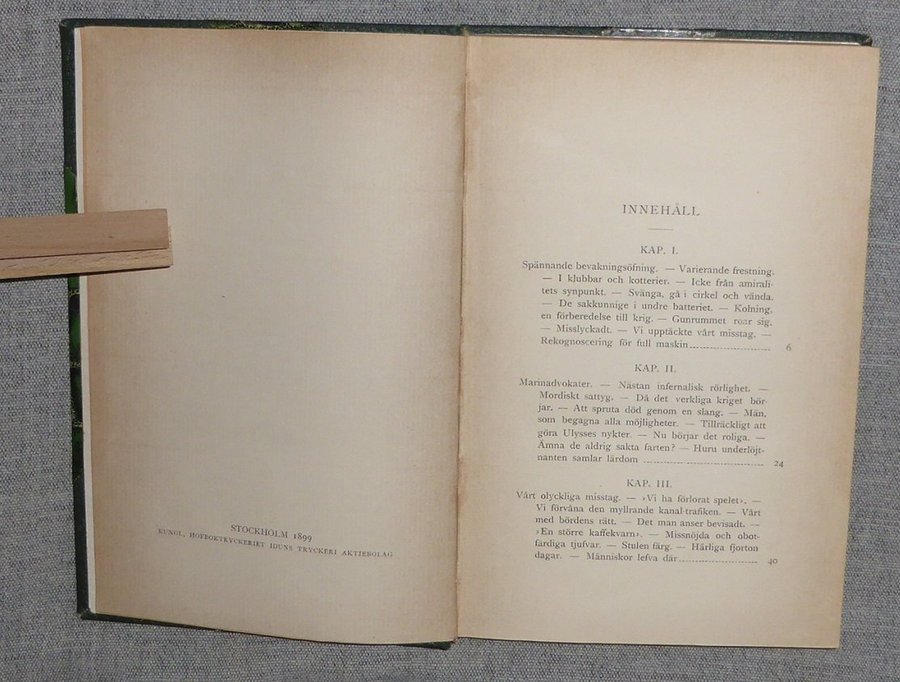 STOCKHOLM 1899
KUNGL. HOFBOKTRYCKERIET IDUNS TRYCKERI AKTIEBOLAG
INNEHÅLL
KAP. I.
Spännande bevakningsöfning. — Varierande frestning.
— I klubbar och kotterier. — Icke från amirali-
tets synpunkt. — Svänga, gå i cirkel och vända.
— De sakkunnige i undre batteriet. — Kolning,
en förberedelse till krig. — Gunrummet roar sig.
— Misslyckadt. — Vi upptäckte vårt misstag. —
Rekognoscering för full maskin 6
KAP. II.
Marinadvokater. — Nästan infernalisk rörlighet. —
Mordiskt sattyg. — Då det verkliga kriget bör-
jar. — Att spruta död genom en slang. — Män,
som begagna alla möjligheter. — Tillräckligt att
göra Ulysses nykter. — Nu börjar det roliga. —
Ämna de aldrig sakta farten? — Huru underlöjt-
nanten samlar lärdom 24
KAP. III.
Vårt olyckliga misstag. — ›Vi ha förlorat spelet›. —
Vi förvåna den myllrande kanal-trafiken. — Vårt
med bördens rätt. — Det man anser bevisadt. —
›En större kaffekvarn›. — Missnöjda och obot-
färdiga tjufvar. — Stulen färg. — Härliga fjorton
dagar. — Människor lefva där 40